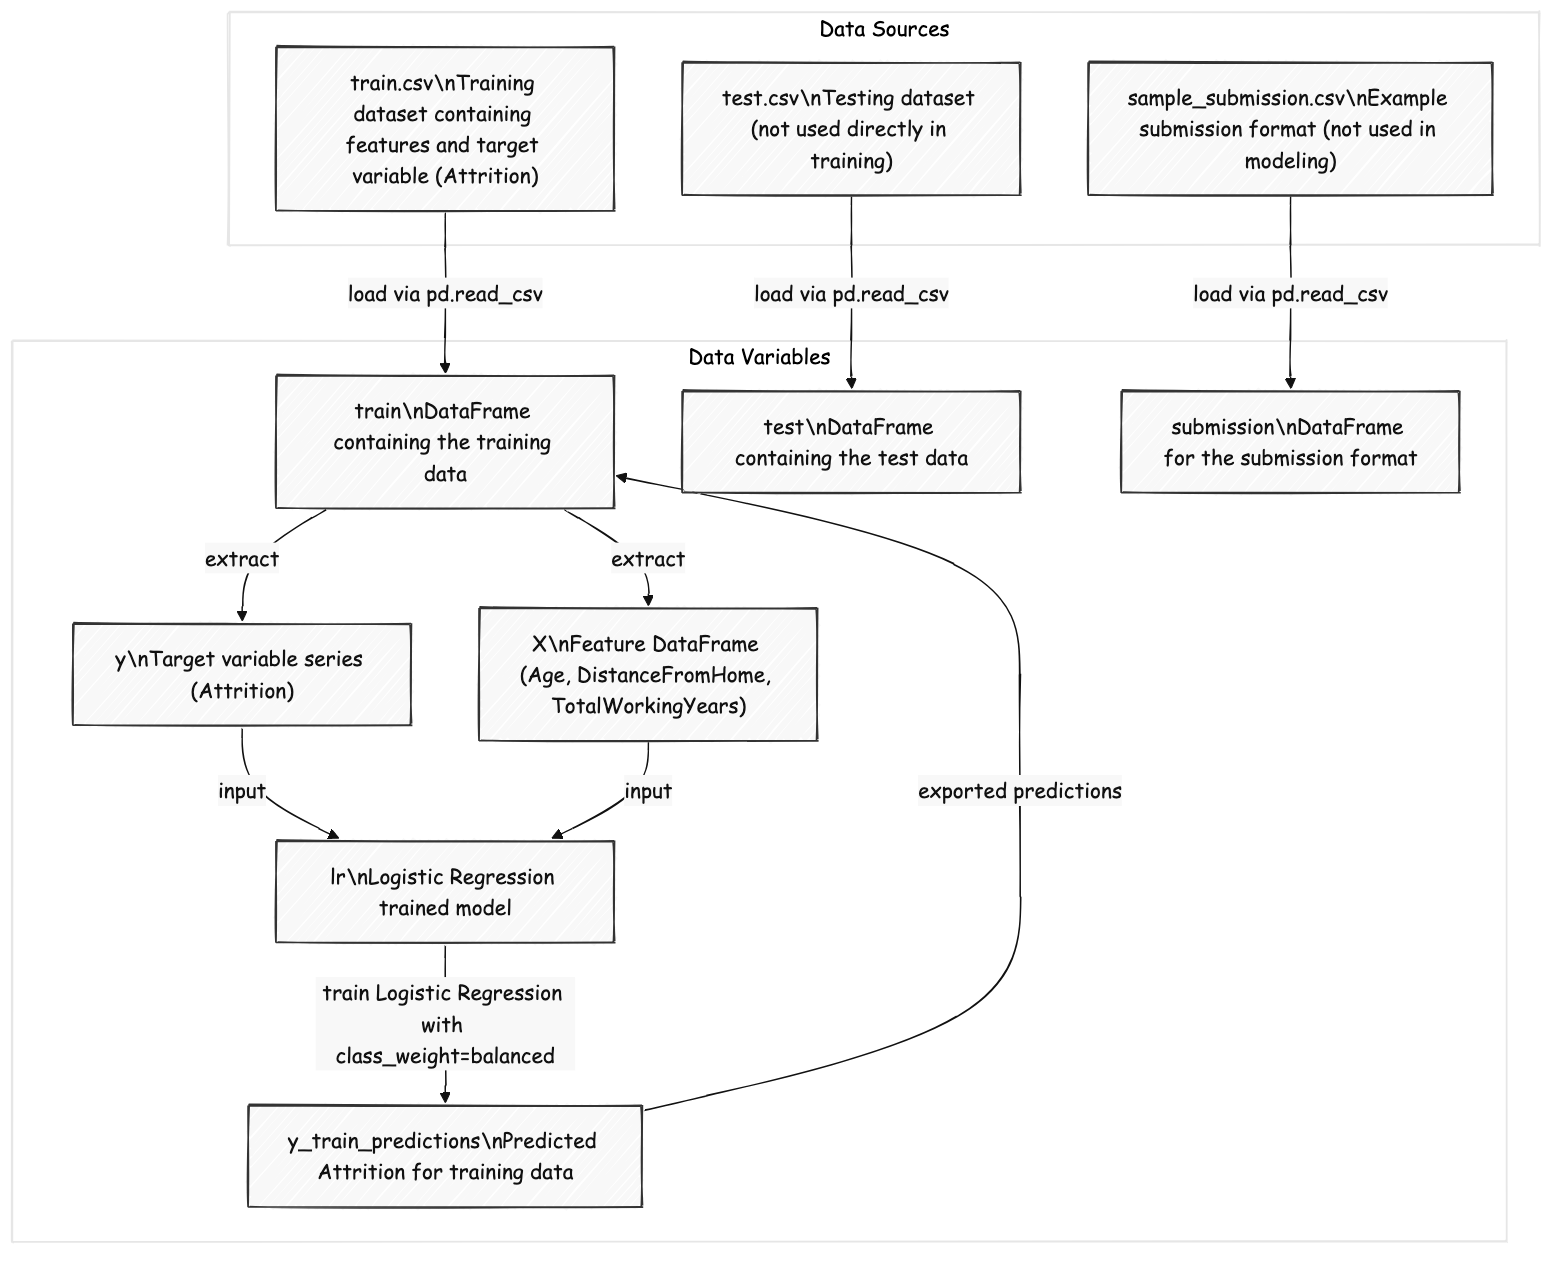 Data Sources
train.csv\nTraining
dataset containing
features and target
variable (Attrition)
test.csv\nTesting dataset
(not used directly in
training)
sample_submission.csv\nExample
submission format (not used in
modeling)
load via pd.read_csv
load via pd.read_csv
load via pd.read_csv
Data Variables
train\nDataFrame
containing the training
data
test\nDataFrame
containing the test data
submission\nDataFrame
for the submission format
extract
extract
y\nTarget variable series
(Attrition)
X\nFeature DataFrame
(Age, DistanceFromHome,
TotalWorkingYears)
input
input
exported predictions
lr\nLogistic Regression
trained model
train Logistic Regression
with
class_weight=balanced
y_train_predictions\nPredicted
Attrition for training data